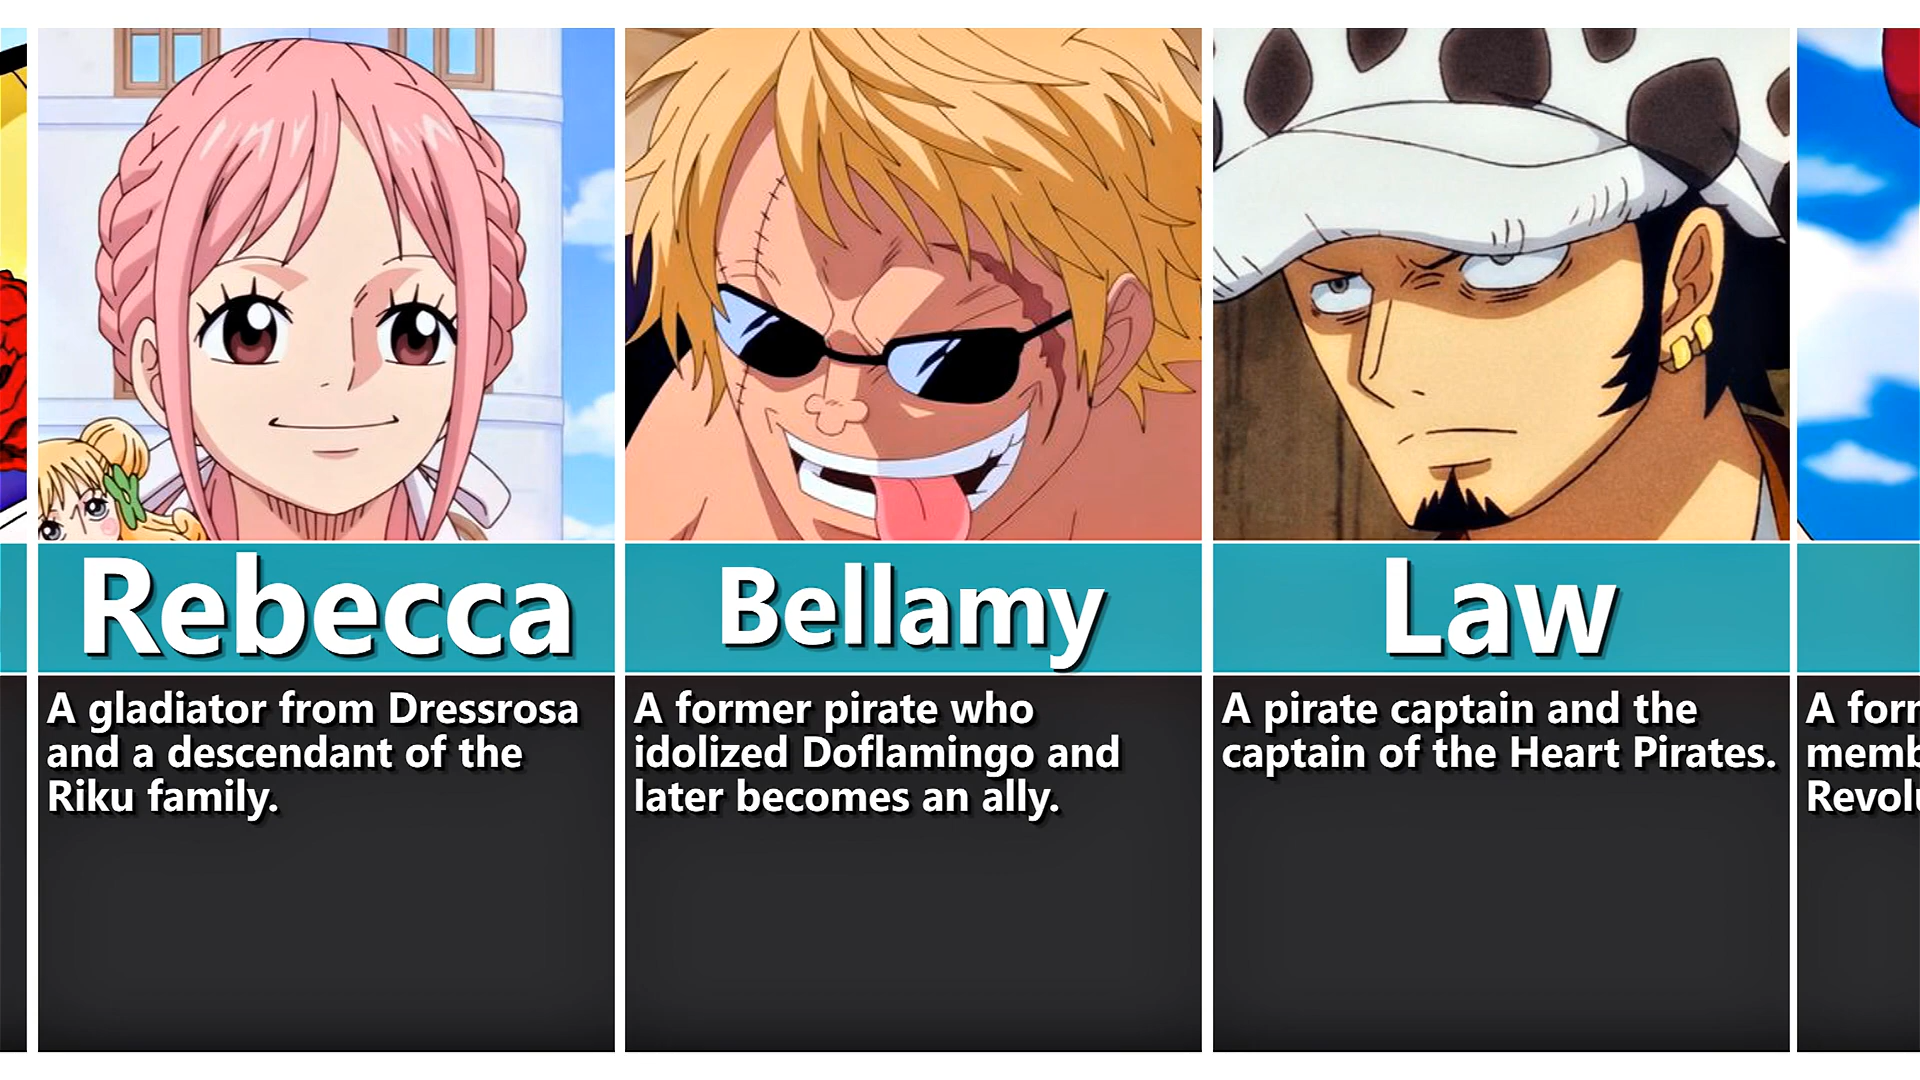 Rebecca
A gladiator from Dressrosa
and a descendant of the
Riku family.
Bellamy
A former pirate who
idolized Doflamingo and
later becomes an ally.
Law
A pirate captain and the
captain of the Heart Pirates.
A